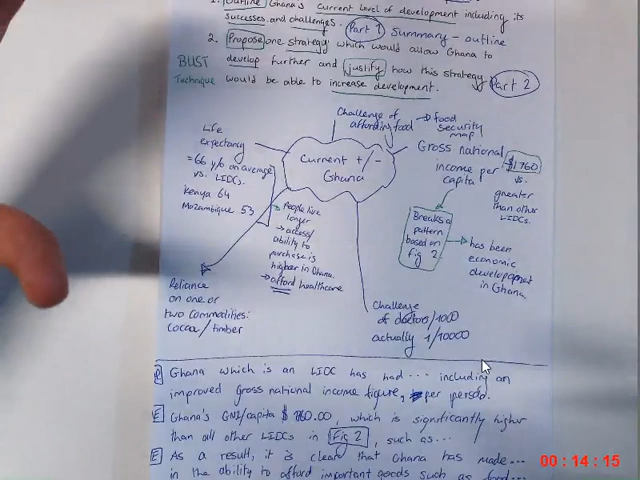 1. Outline Ghana's current level of development including its
successes and challenges. Part 1 summary - outline
2. Propose one strategy which would allow Ghana to
develop further and justify how this strategy
would be able to increase development. Part 2
BUST
Technique
Current +/-
Ghana
Life
expectancy
= 66 y/o on average
vs. LIDCs.
Kenya 64
Mozambique 53
People live
longer
→ access/
ability to
purchase is
higher in Ghana.
→ afford healthcare
Challenge of
affording food → food
security
map
Gross national
income per
capita
$1760
vs.
greater
than other
LIDCs.
Breaks a
pattern
based on
fig 2
→ has been
economic
development
in Ghana
Reliance
on one or
two commodities:
cocoa/timber
Challenge
of doctors/1000
actually 1/10000
P Ghana which is an LIDC has had ... including an
improved gross national income figure, per person.
E Ghana's GNI/capita $1760.00, which is significantly higher
than all other LIDCs in Fig 2, such as...
E As a result, it is clear that Ghana has made...
in the ability to afford important goods such as food...
00:14:15